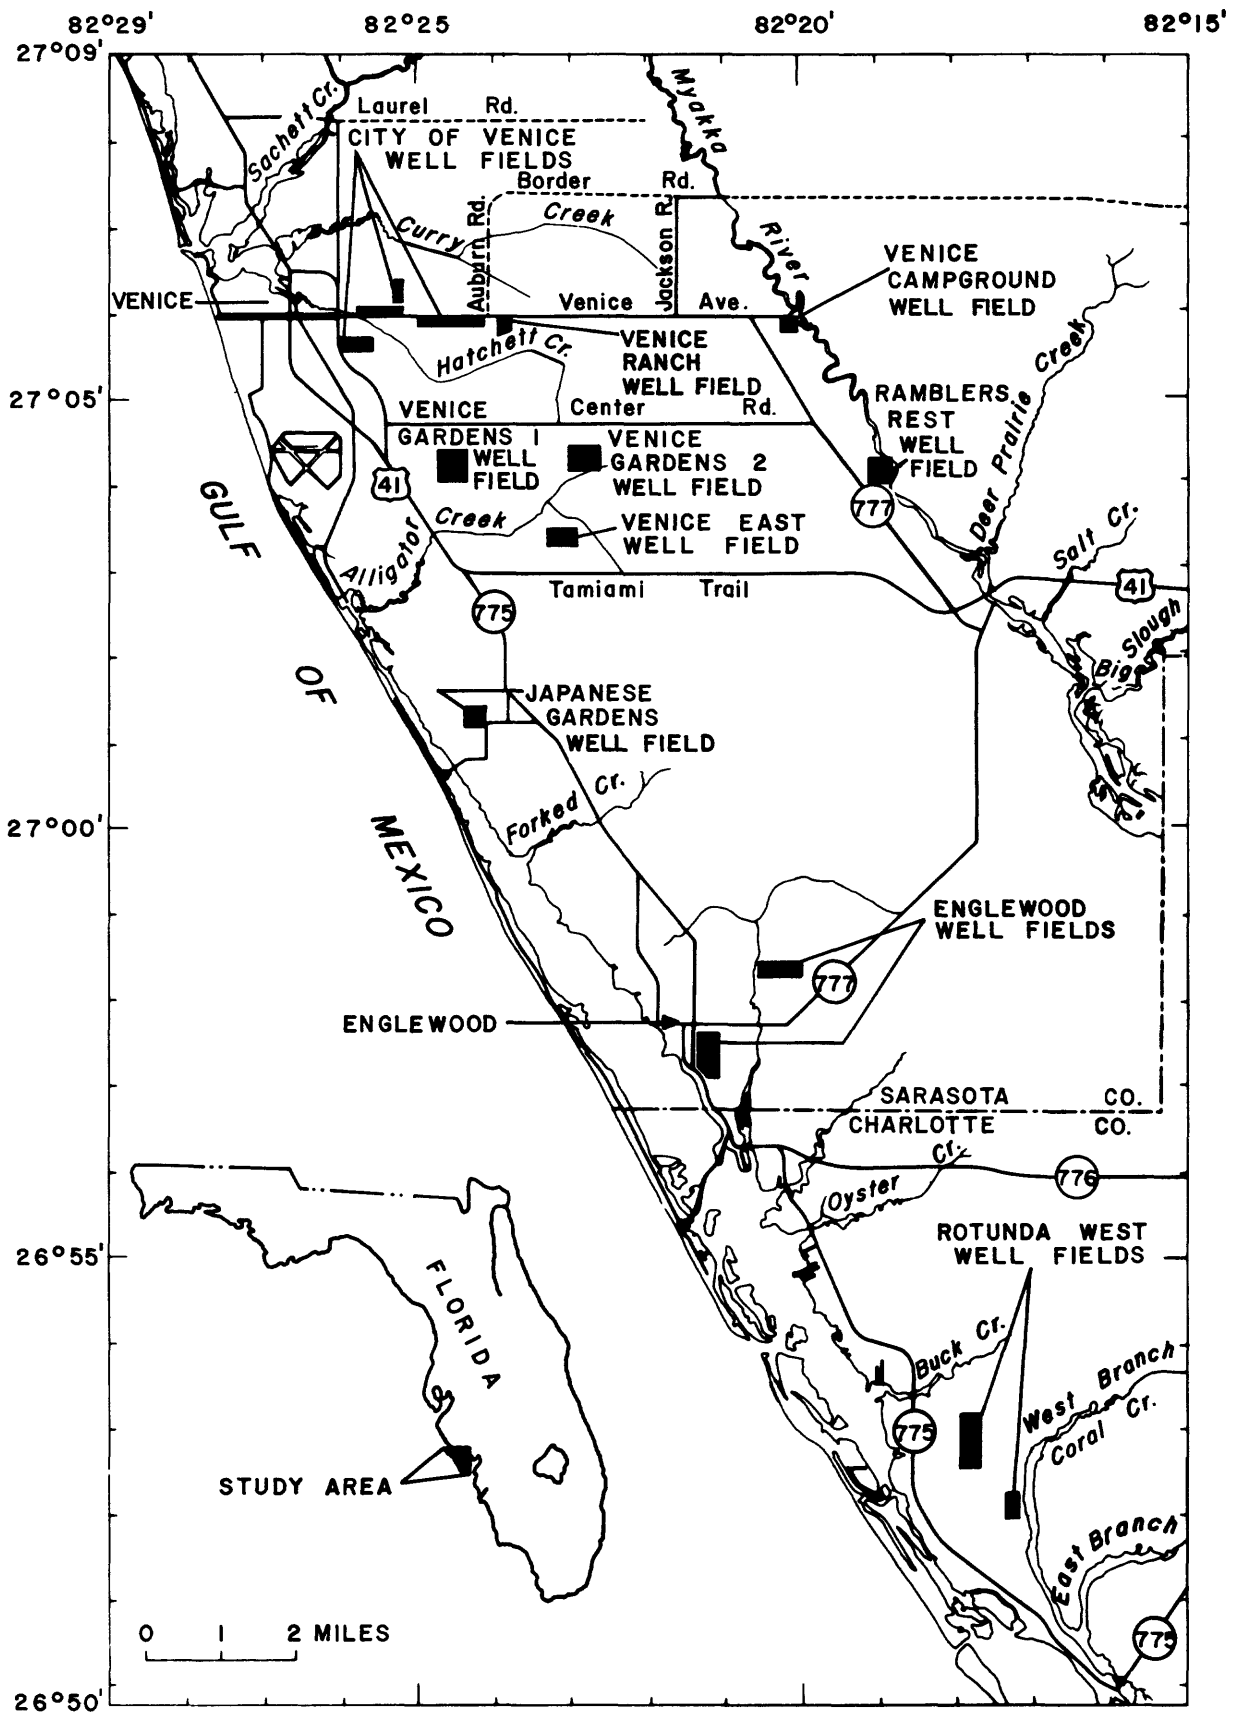 82°29' 82°25 82°20' 82°15'
27°09'
Sachett Cr.
Laurel Rd.
CITY OF VENICE
WELL FIELDS
Myakka
River
Border Rd.
Auburn Rd.
Curry Creek
Jackson R.
VENICE
CAMPGROUND
WELL FIELD
VENICE
Venice Ave.
VENICE
RANCH
WELL FIELD
Hatchett Cr.
Deer Prairie Creek
27°05'
RAMBLERS
REST
WELL
FIELD
Center Rd.
VENICE
GARDENS 1
WELL
FIELD
VENICE
GARDENS 2
WELL FIELD
41
777
GULF
OF
MEXICO
Alligator Creek
VENICE EAST
WELL FIELD
Salt Cr.
Tamiami Trail
41
775
Big Slough
JAPANESE
GARDENS
WELL FIELD
Forked Cr.
27°00'
ENGLEWOOD
WELL FIELDS
777
ENGLEWOOD
SARASOTA CO.
CHARLOTTE CO.
776
Oyster Cr.
26°55'
ROTUNDA WEST
WELL FIELDS
FLORIDA
Buck Cr.
West Branch
Coral Cr.
775
STUDY AREA
East Branch
775
0 1 2 MILES
26°50'